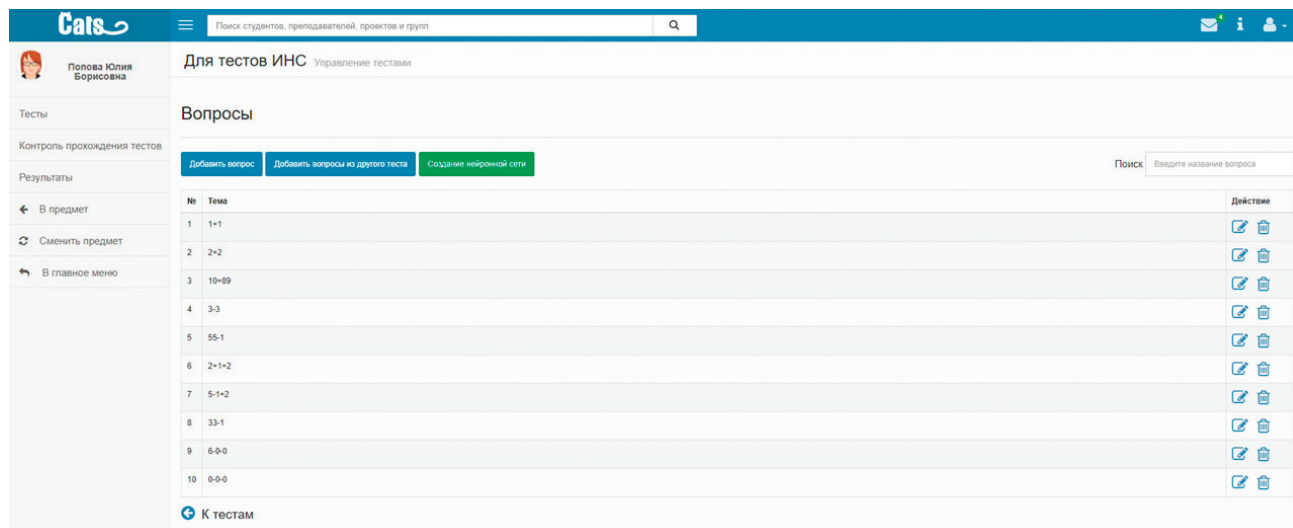 Cats
Поиск студентов, преподавателей, проектов и групп
4
Попова Юлия
Борисовна
Тесты
Контроль прохождения тестов
Результаты
В предмет
Сменить предмет
В главное меню
Для тестов ИНС Управление тестами
Вопросы
Добавить вопрос Добавить вопросы из другого теста Создание нейронной сети
Поиск Введите название вопроса
№ Тема Действие
1 1+1
2 2+2
3 10+89
4 3-3
5 55-1
6 2+1+2
7 5-1+2
8 33-1
9 6-0-0
10 0-0-0
К тестам